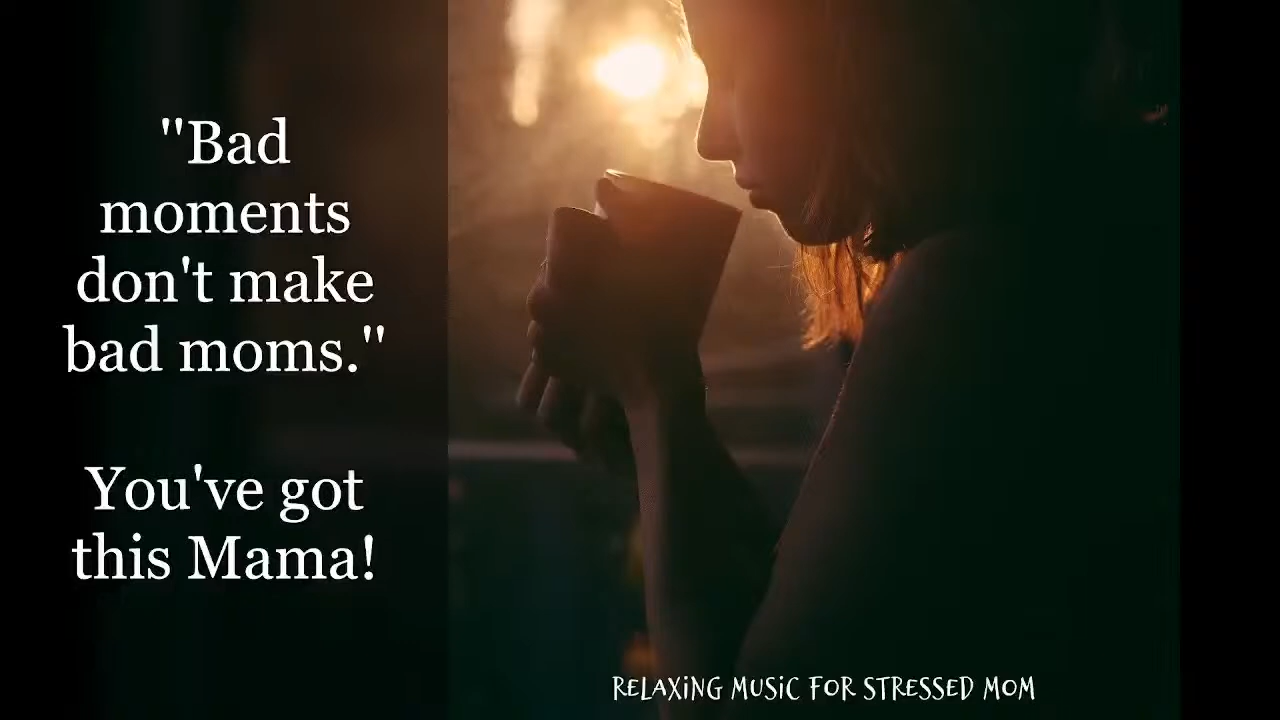 "Bad
moments
don't make
bad moms."
You've got
this Mama!
RELAXING MUSIC FOR STRESSED MOM